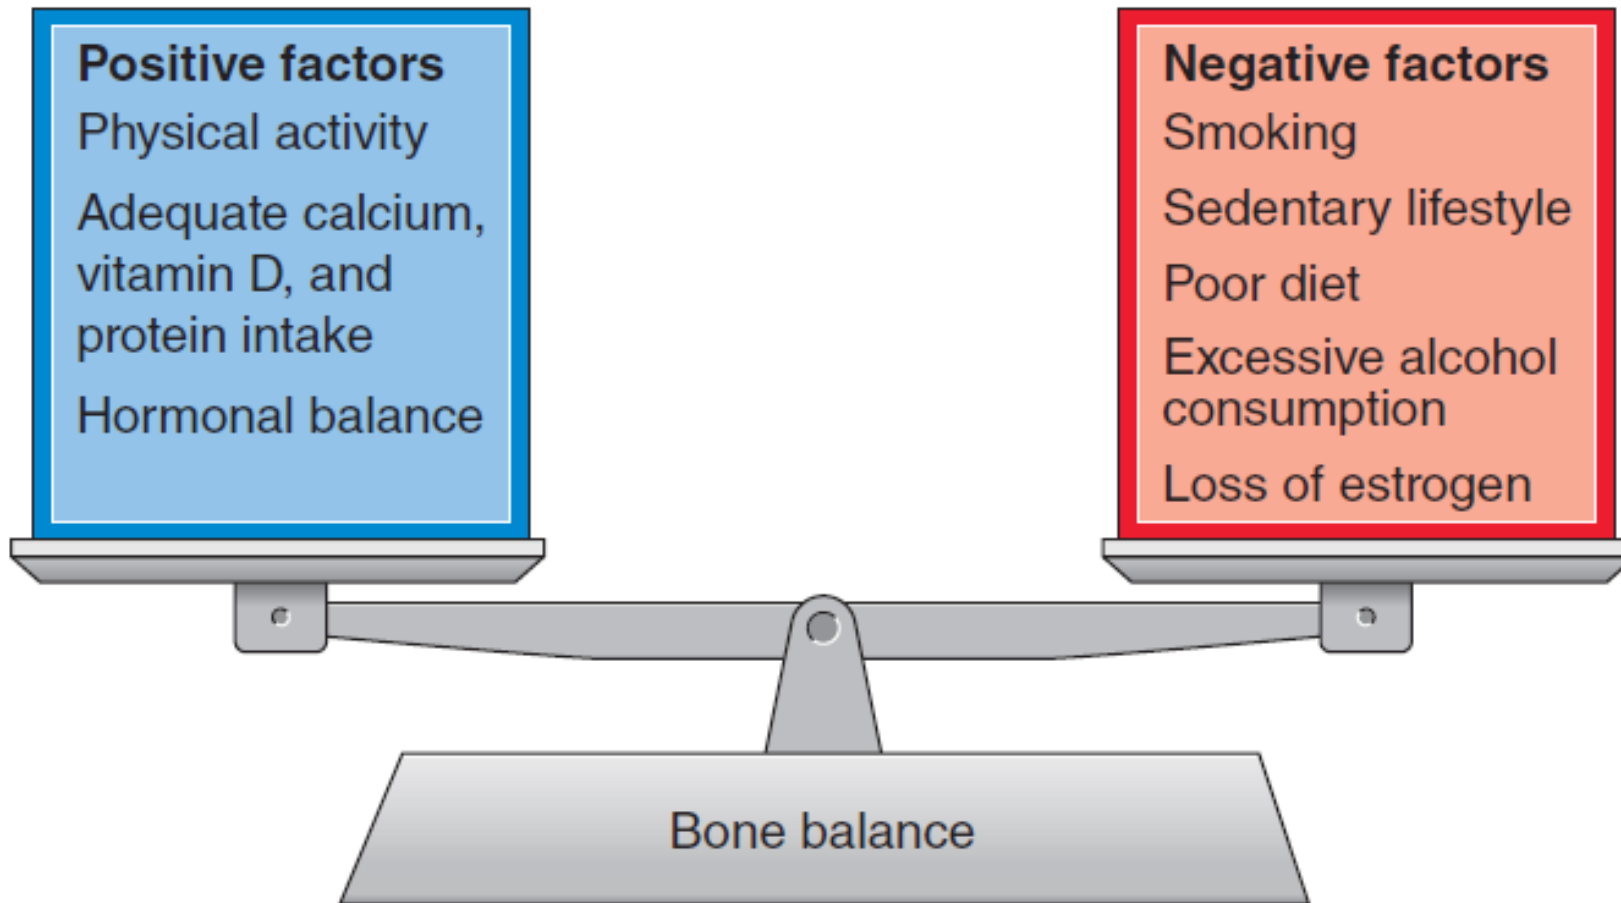 Positive factors
Physical activity
Adequate calcium,
vitamin D, and
protein intake
Hormonal balance
Negative factors
Smoking
Sedentary lifestyle
Poor diet
Excessive alcohol
consumption
Loss of estrogen
Bone balance